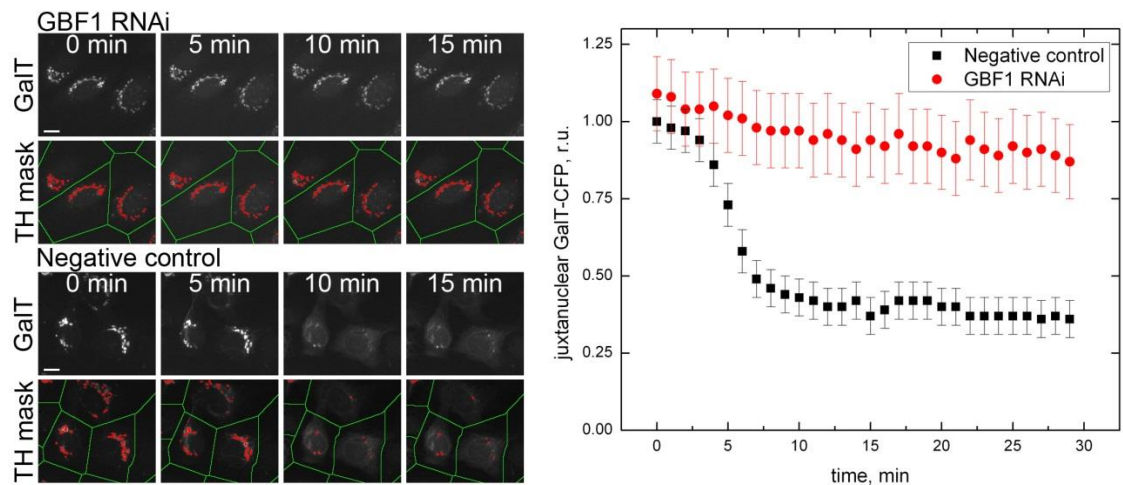 GBF1 RNAi
0 min 5 min 10 min 15 min
GalT
TH mask
Negative control
0 min 5 min 10 min 15 min
GalT
TH mask
1.25
1.00
0.75
0.50
0.25
0.00
juxtanuclear GalT-CFP, r.u.
Negative control
GBF1 RNAi
0 5 10 15 20 25 30
time, min